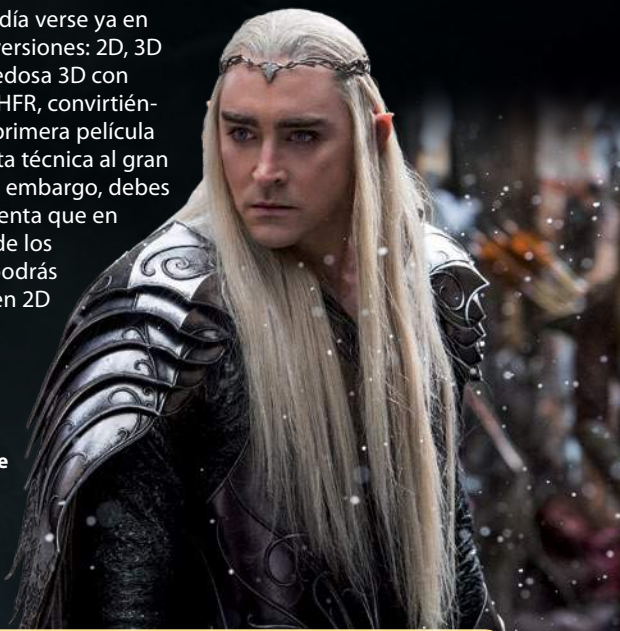 día verse ya en
versiones: 2D, 3D
edosa 3D con
HFR, convirtién-
primera película
ta técnica al gran
embargo, debes
enta que en
de los
podrás
en 2D
e